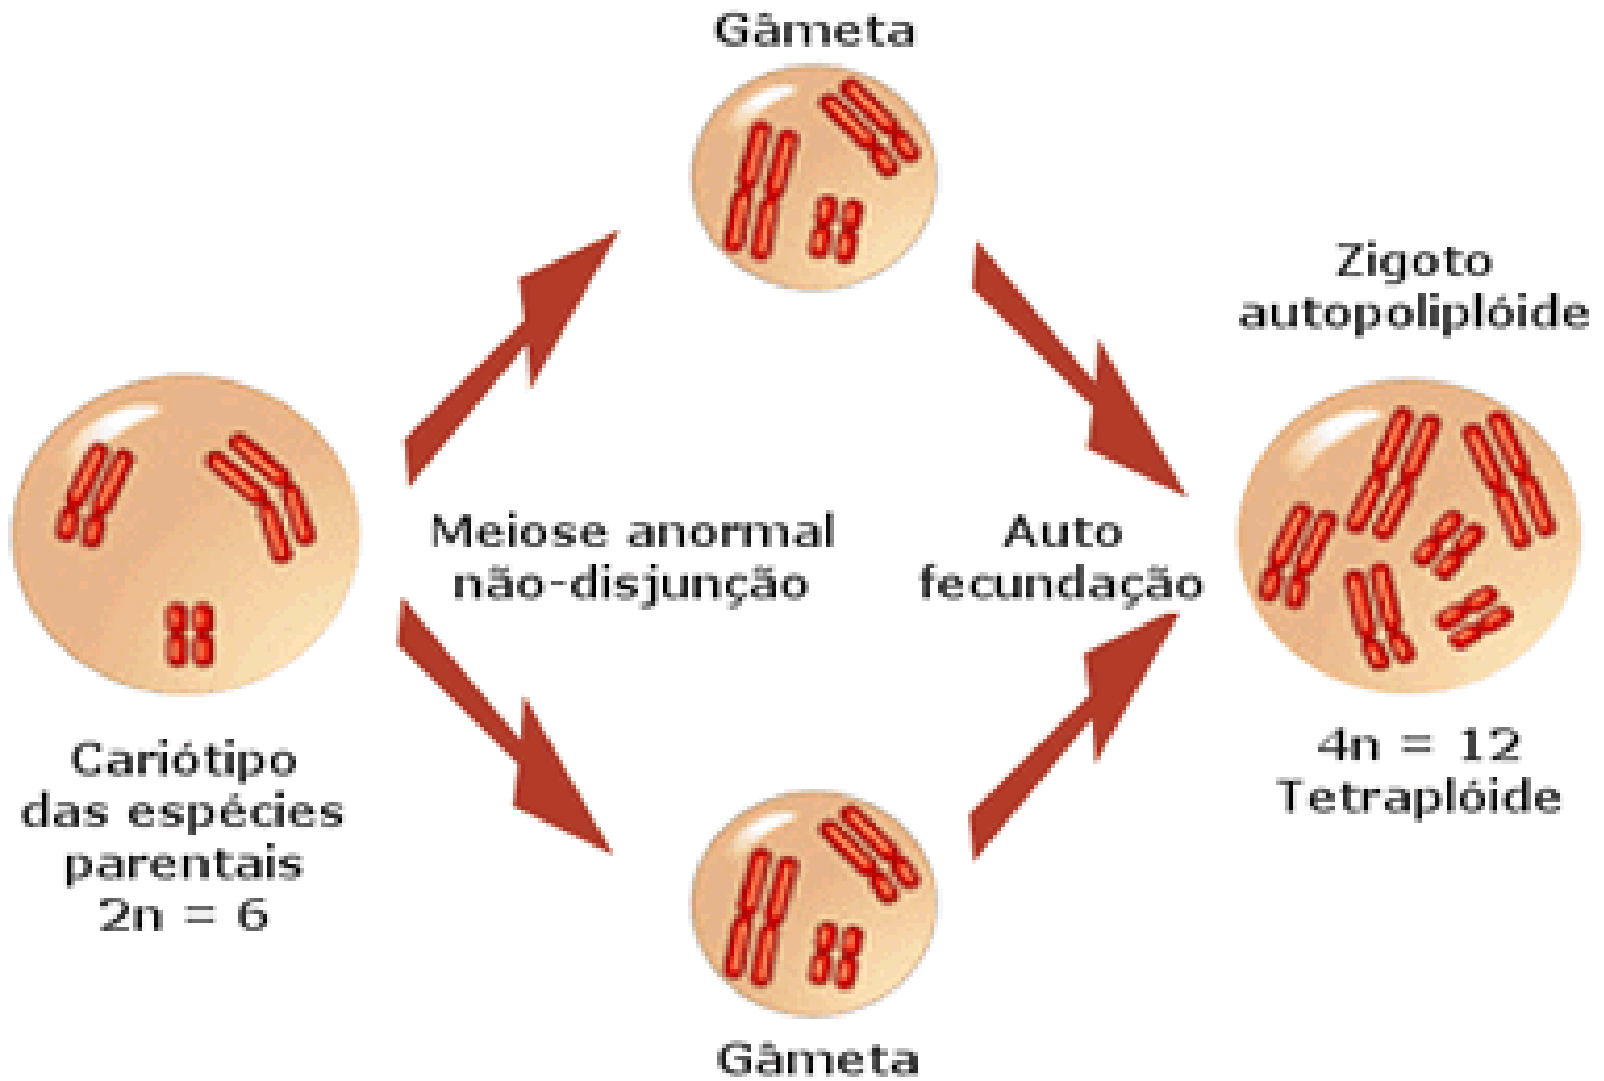 Gâmeta
Zigoto
autopoliplóide
Meiose anormal
não-disjunção
Auto
fecundação
Cariótipo
das espécies
parentais
2n = 6
4n = 12
Tetraplóide
Gâmeta